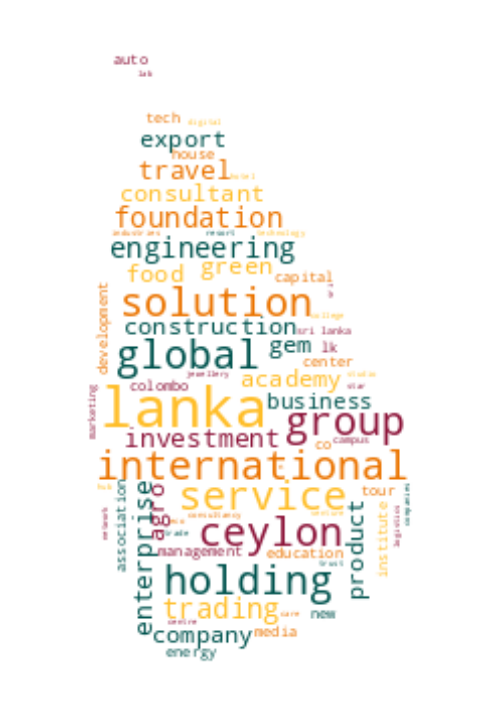 auto
lab
tech digital
export
house
travel hotel
consultant
foundation
industries resort technology
engineering
food green
capital
development
solution
college
construction sri lanka
global gem lk
center
jewellery academy studio
colombo star
marketing
lanka business
group
investment co campus
international
hub service tour
companies
network
association
enterprise
agro
eco consultancy venture
trade ceylon
product
institute
logistics
management education
trust
holding
trading care new
centre
company media
energy